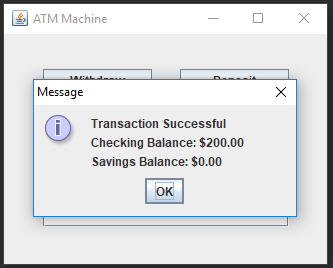 ATM Machine
Withdraw Deposit
Message
Transaction Successful
Checking Balance: $200.00
Savings Balance: $0.00
OK